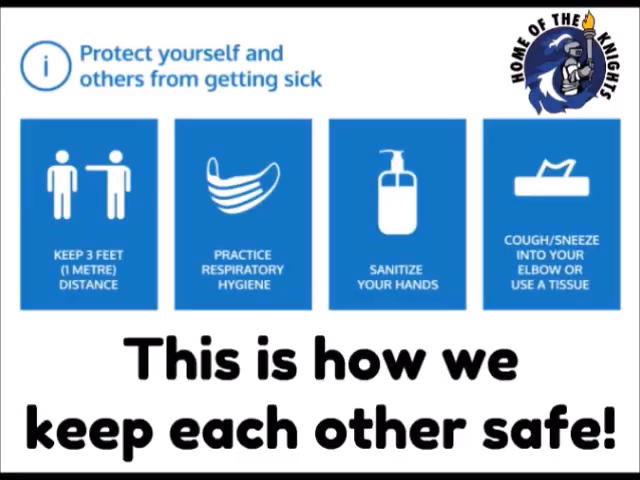 i
Protect yourself and
others from getting sick
HOME OF THE KNIGHTS
KEEP 3 FEET
(1 METRE)
DISTANCE
PRACTICE
RESPIRATORY
HYGIENE
SANITIZE
YOUR HANDS
COUGH/SNEEZE
INTO YOUR
ELBOW OR
USE A TISSUE
This is how we
keep each other safe!